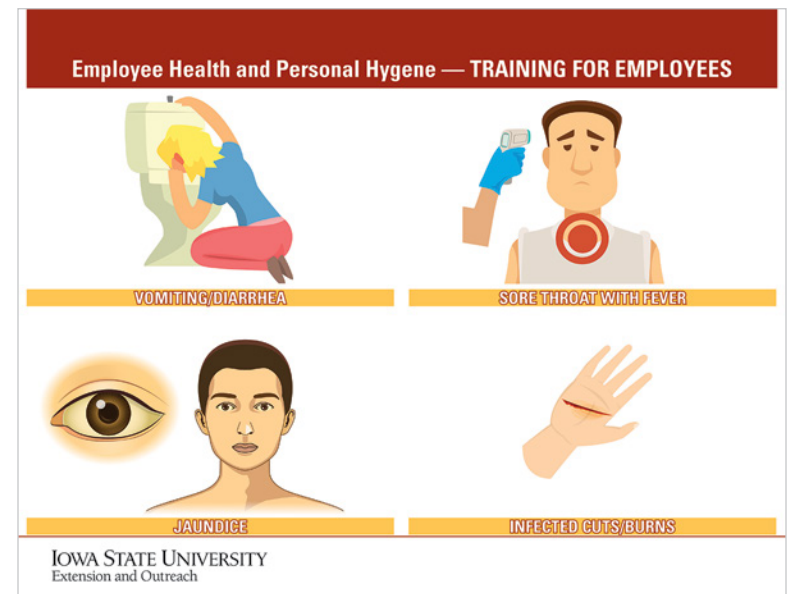 Employee Health and Personal Hygene — TRAINING FOR EMPLOYEES
VOMITING/DIARRHEA
SORE THROAT WITH FEVER
JAUNDICE
INFECTED CUTS/BURNS
IOWA STATE UNIVERSITY
Extension and Outreach